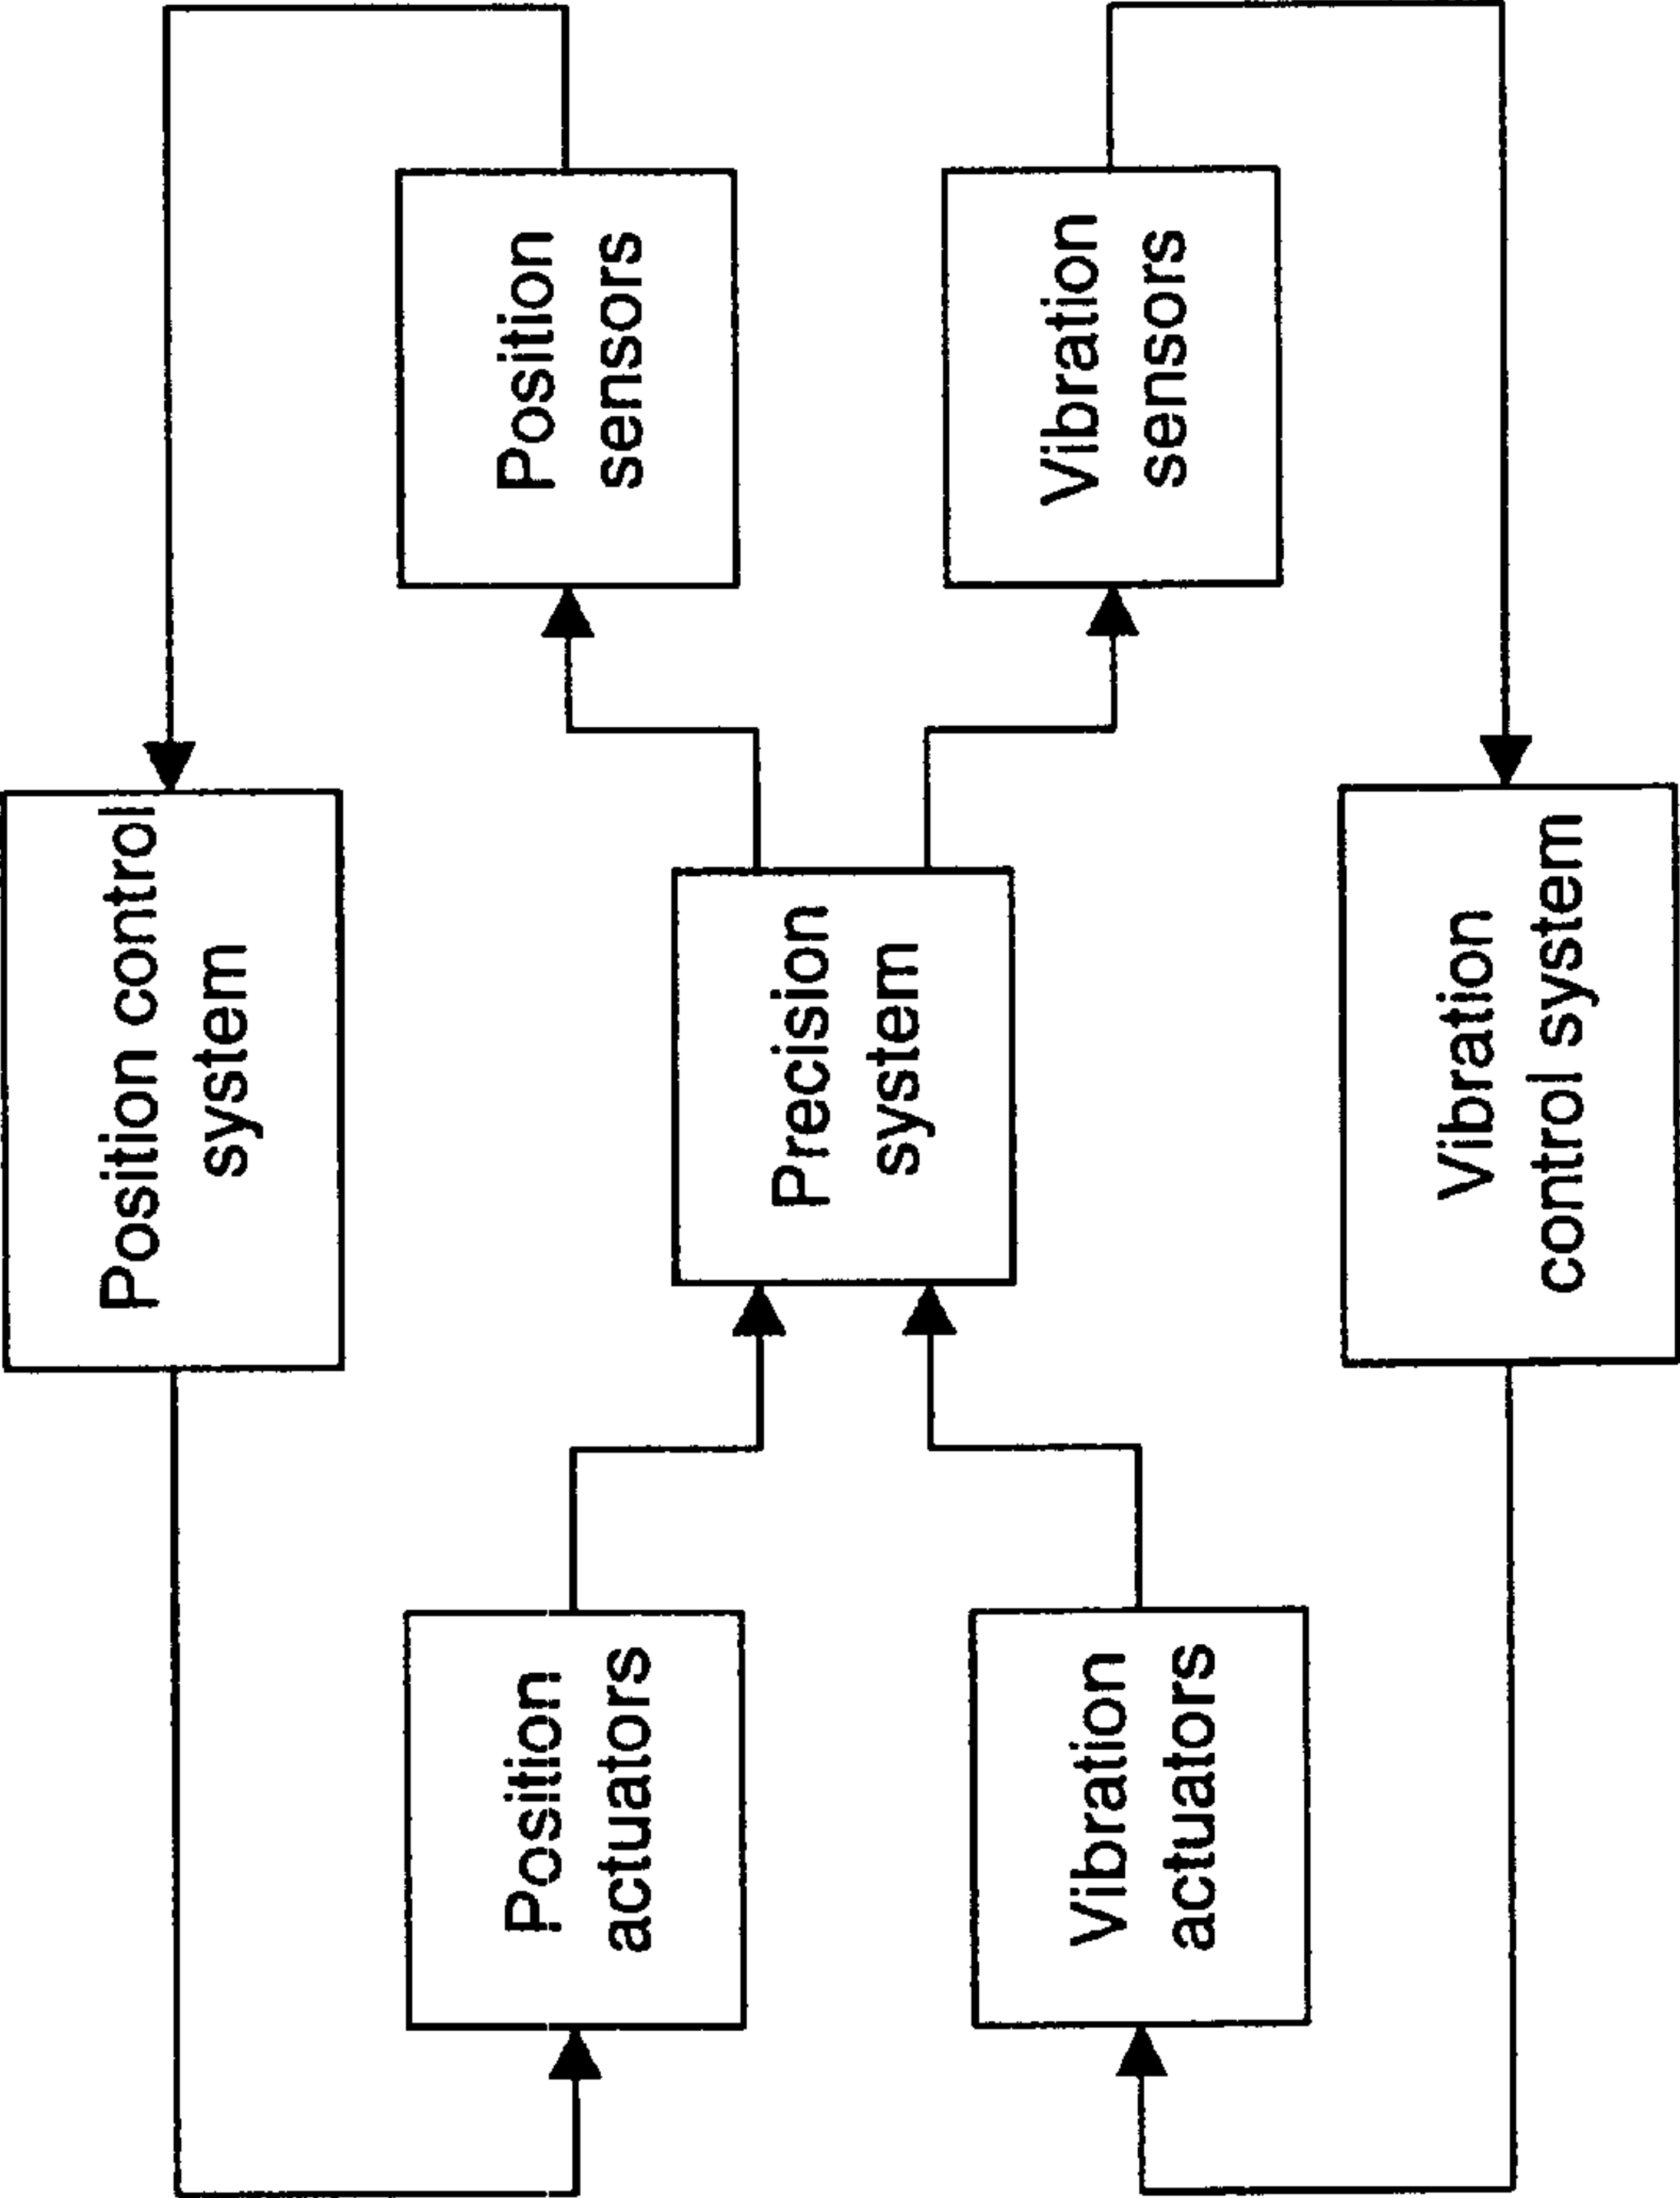 Position control
system
Position
actuators
Position
sensors
Precision
system
Vibration
actuators
Vibration
sensors
Vibration
control system